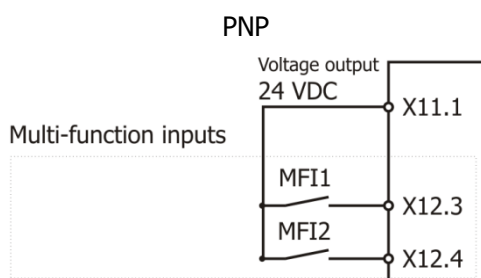 PNP
Voltage output
24 VDC
X11.1
Multi-function inputs
MFI1
X12.3
MFI2
X12.4